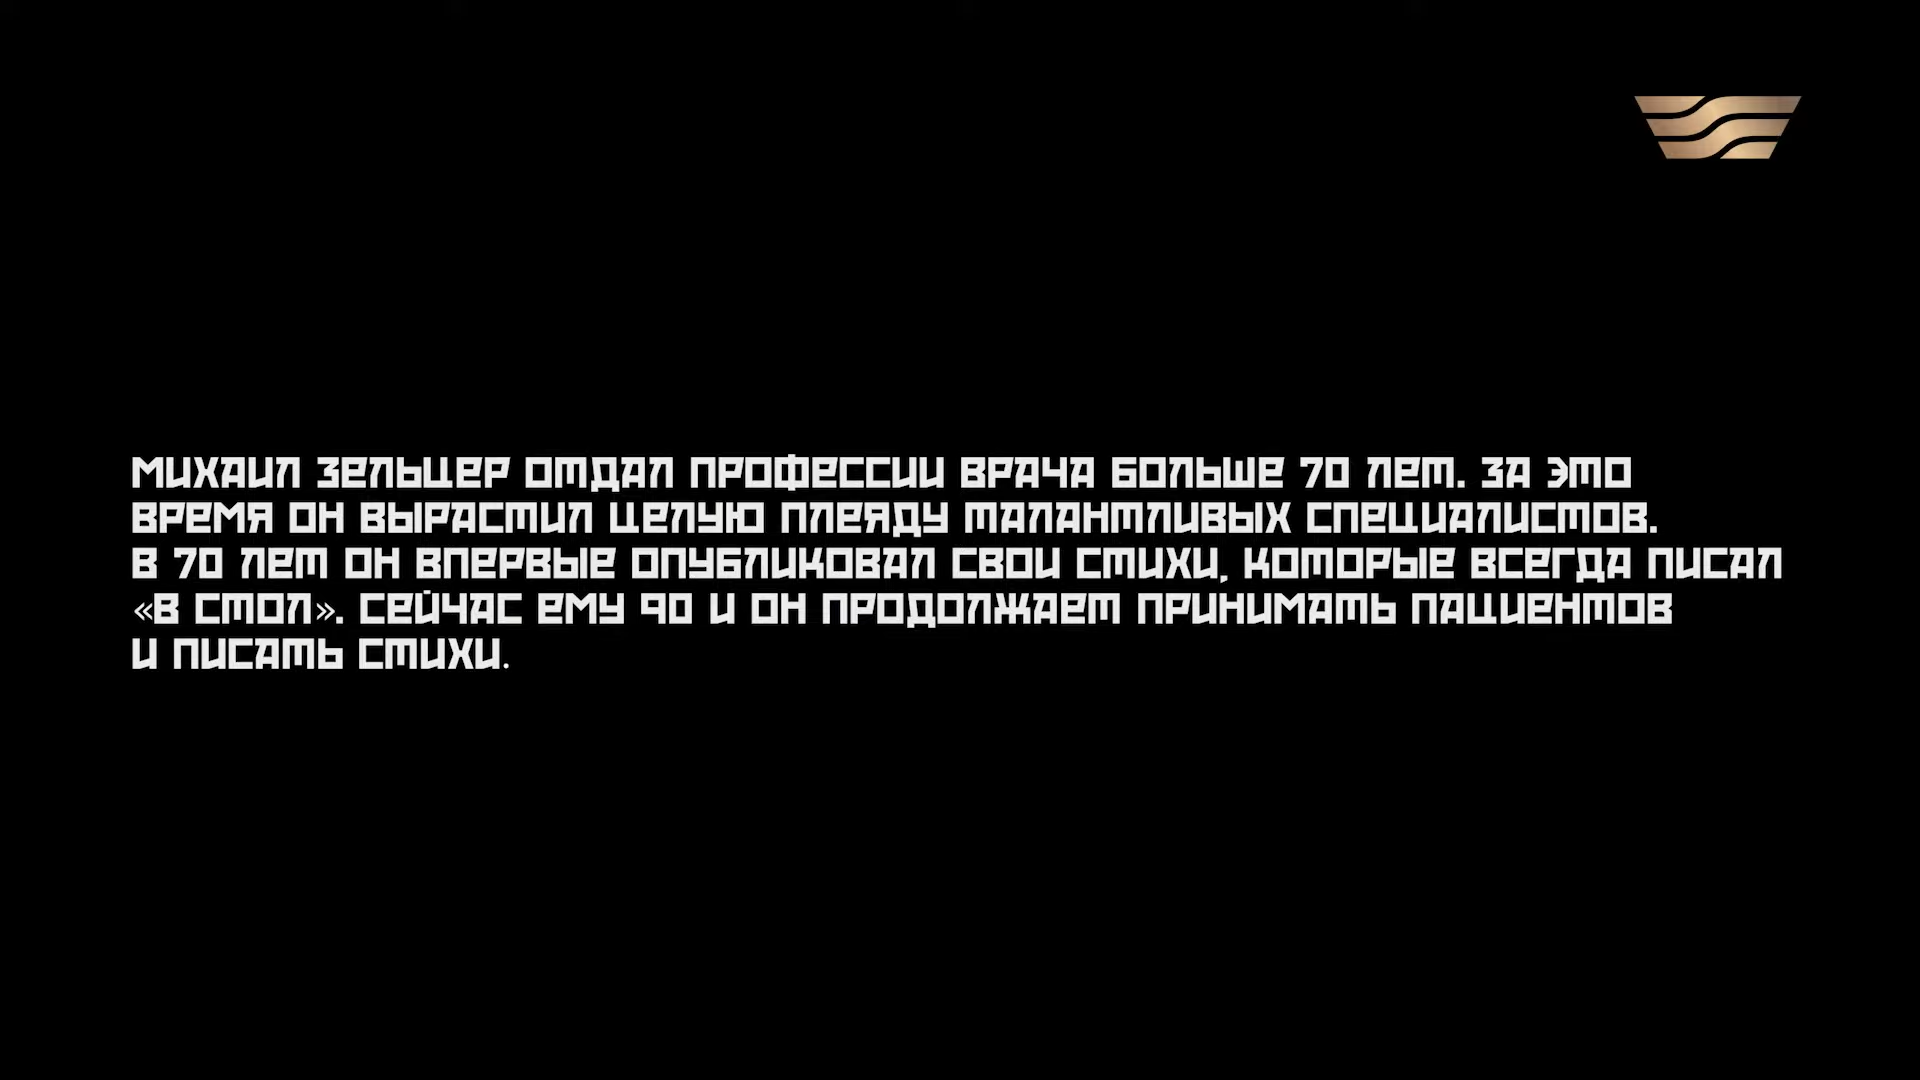 МИХАИЛ ЗЕЛЬЦЕР ОТДАЛ ПРОФЕССИИ ВРАЧА БОЛЬШЕ 70 ЛЕТ. ЗА ЭТО
ВРЕМЯ ОН ВЫРАСТИЛ ЦЕЛУЮ ПЛЕЯДУ ТАЛАНТЛИВЫХ СПЕЦИАЛИСТОВ.
В 70 ЛЕТ ОН ВПЕРВЫЕ ОПУБЛИКОВАЛ СВОИ СТИХИ, КОТОРЫЕ ВСЕГДА ПИСАЛ
«В СТОЛ». СЕЙЧАС ЕМУ 90 И ОН ПРОДОЛЖАЕТ ПРИНИМАТЬ ПАЦИЕНТОВ
И ПИСАТЬ СТИХИ.